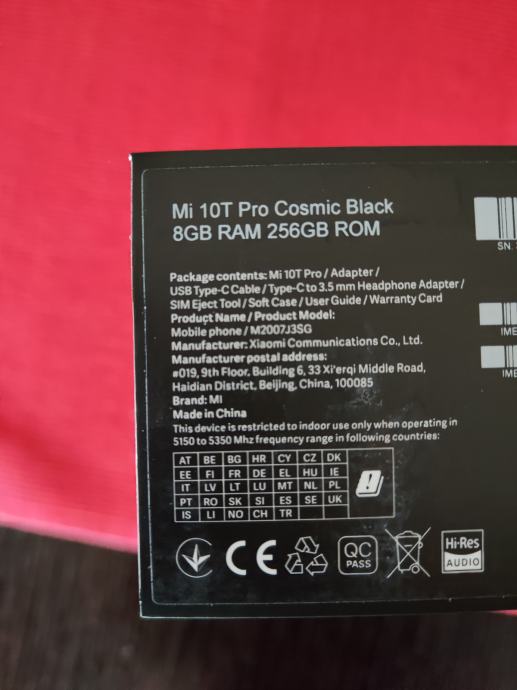 Mi 10T Pro Cosmic Black
8GB RAM 256GB ROM
SN:
Package contents: Mi 10T Pro / Adapter /
USB Type-C Cable / Type-C to 3.5 mm Headphone Adapter /
SIM Eject Tool / Soft Case / User Guide / Warranty Card
Product Name / Product Model:
Mobile phone / M2007J3SG
Manufacturer: Xiaomi Communications Co., Ltd.
Manufacturer postal address:
#019, 9th Floor, Building 6, 33 Xi'erqi Middle Road,
Haidian District, Beijing, China, 100085
Brand: MI
Made in China
IME
IME
This device is restricted to indoor use only when operating in
5150 to 5350 Mhz frequency range in following countries:
AT BE BG HR CY CZ DK
EE FI FR DE EL HU IE
IT LV LT LU MT NL PL
PT RO SK SI ES SE UK
IS LI NO CH TR
CE
QC
PASS
Hi-Res
AUDIO